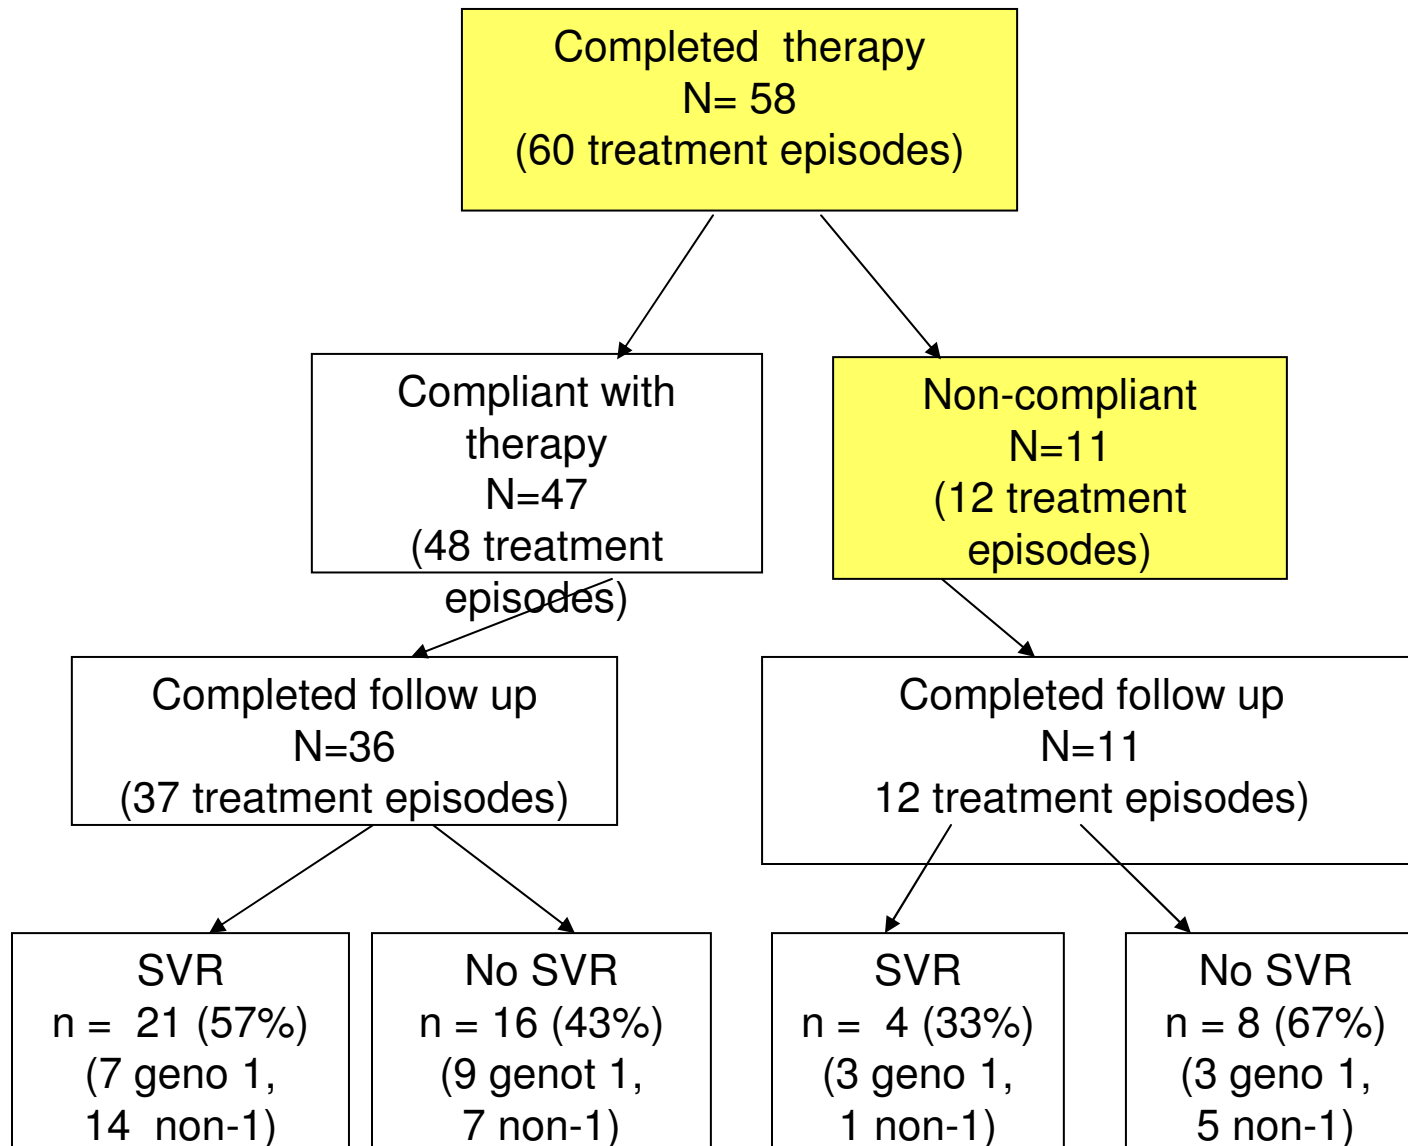 Completed therapy
N= 58
(60 treatment episodes)
Compliant with
therapy
N=47
(48 treatment
episodes)
Non-compliant
N=11
(12 treatment
episodes)
Completed follow up
N=36
(37 treatment episodes)
Completed follow up
N=11
12 treatment episodes)
SVR
n = 21 (57%)
(7 geno 1,
14 non-1)
No SVR
n = 16 (43%)
(9 genot 1,
7 non-1)
SVR
n = 4 (33%)
(3 geno 1,
1 non-1)
No SVR
n = 8 (67%)
(3 geno 1,
5 non-1)